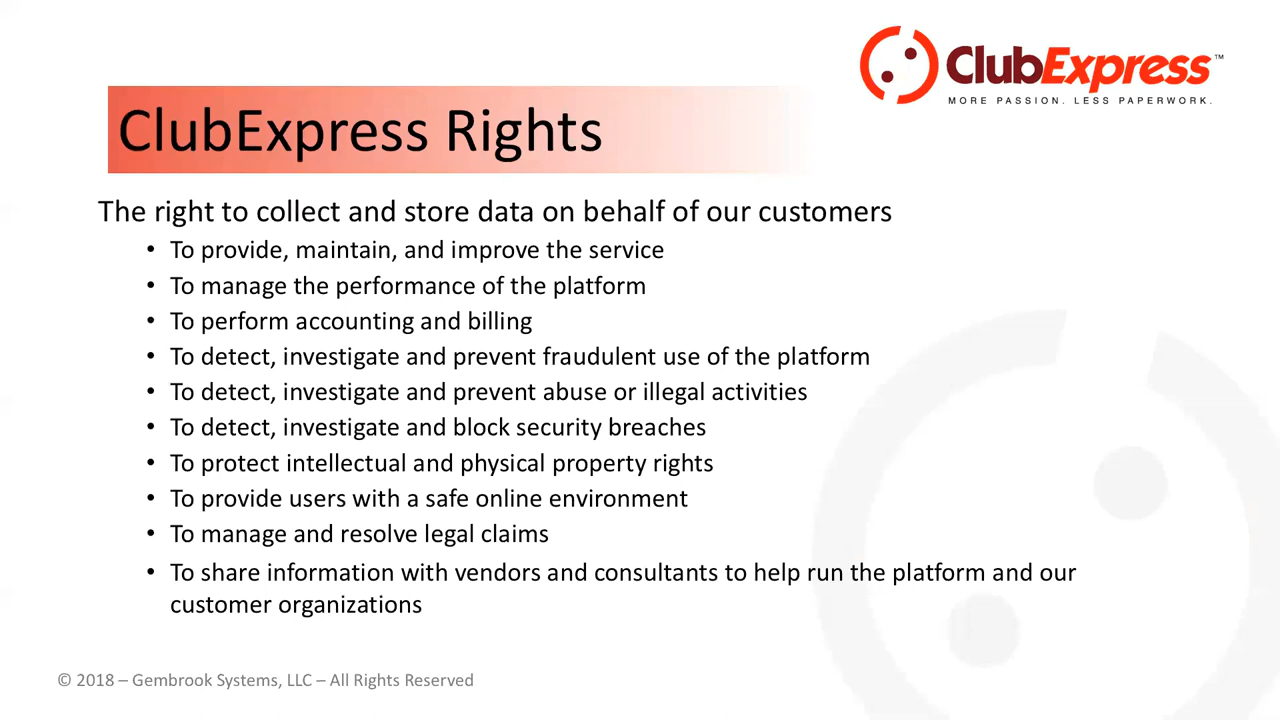 ClubExpress™
MORE PASSION. LESS PAPERWORK.
ClubExpress Rights
The right to collect and store data on behalf of our customers
• To provide, maintain, and improve the service
• To manage the performance of the platform
• To perform accounting and billing
• To detect, investigate and prevent fraudulent use of the platform
• To detect, investigate and prevent abuse or illegal activities
• To detect, investigate and block security breaches
• To protect intellectual and physical property rights
• To provide users with a safe online environment
• To manage and resolve legal claims
• To share information with vendors and consultants to help run the platform and our
customer organizations
© 2018 – Gembrook Systems, LLC – All Rights Reserved